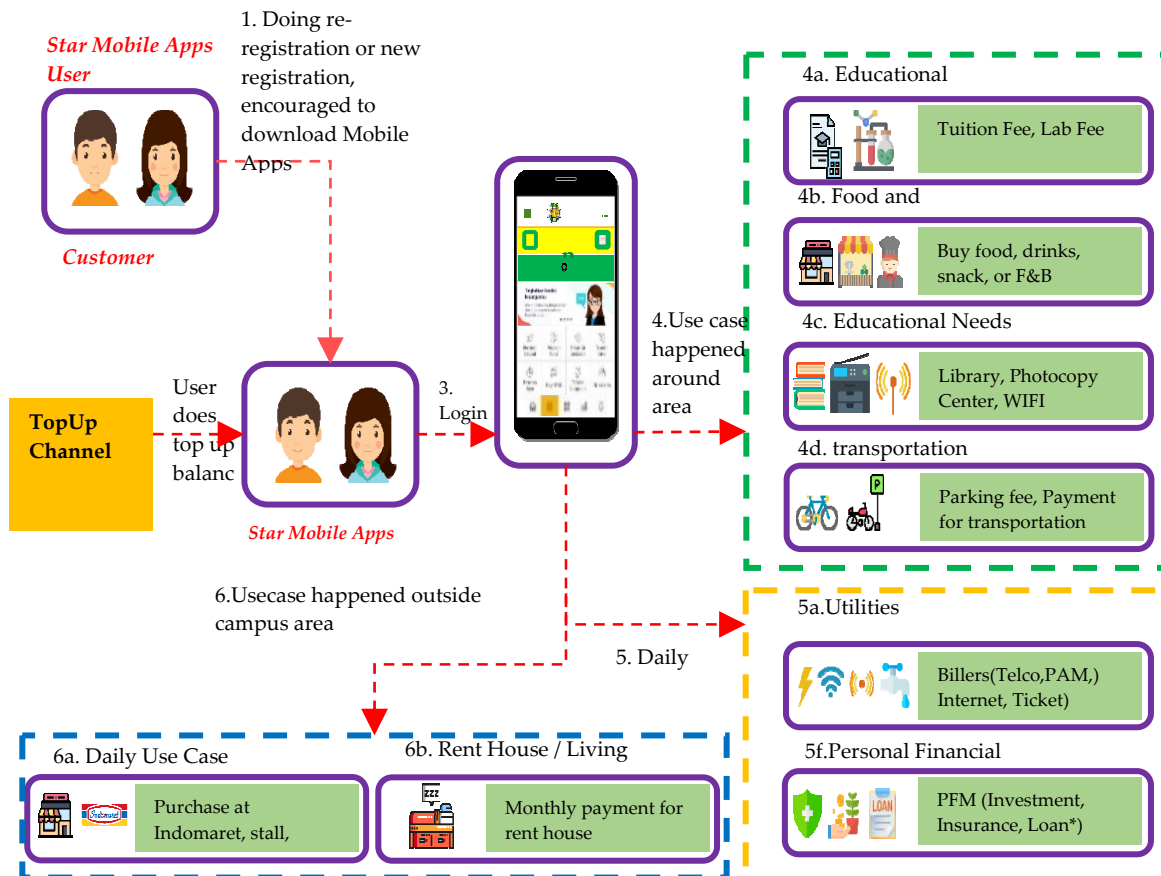 Star Mobile Apps
User
1. Doing re-
registration or new
registration,
encouraged to
download Mobile
Apps
Customer
TopUp
Channel
User
does
top up
balanc
3.
Login
Star Mobile Apps
4.Use case
happened
around
area
4a. Educational
Tuition Fee, Lab Fee
4b. Food and
Buy food, drinks,
snack, or F&B
4c. Educational Needs
Library, Photocopy
Center, WIFI
4d. transportation
P
Parking fee, Payment
for transportation
6.Usecase happened outside
campus area
5. Daily
5a.Utilities
Billers(Telco,PAM,)
Internet, Ticket)
5f.Personal Financial
LOAN
PFM (Investment,
Insurance, Loan*)
6a. Daily Use Case
Indomaret
Purchase at
Indomaret, stall,
6b. Rent House / Living
zzz
Monthly payment for
rent house